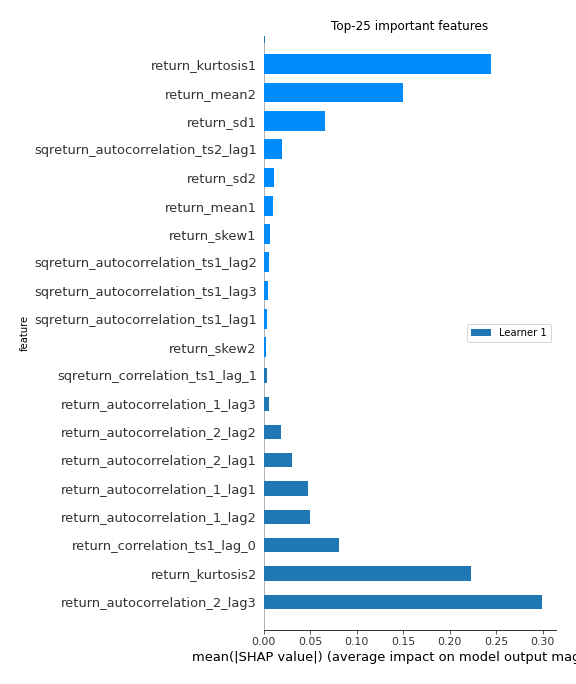 Top-25 important features
return_kurtosis1
return_mean2
return_sd1
sqreturn_autocorrelation_ts2_lag1
return_sd2
return_mean1
return_skew1
sqreturn_autocorrelation_ts1_lag2
sqreturn_autocorrelation_ts1_lag3
sqreturn_autocorrelation_ts1_lag1
feature
Learner 1
return_skew2
sqreturn_correlation_ts1_lag_1
return_autocorrelation_1_lag3
return_autocorrelation_2_lag2
return_autocorrelation_2_lag1
return_autocorrelation_1_lag1
return_autocorrelation_1_lag2
return_correlation_ts1_lag_0
return_kurtosis2
return_autocorrelation_2_lag3
0.00 0.05 0.10 0.15 0.20 0.25 0.30
mean(|SHAP value|) (average impact on model output mag